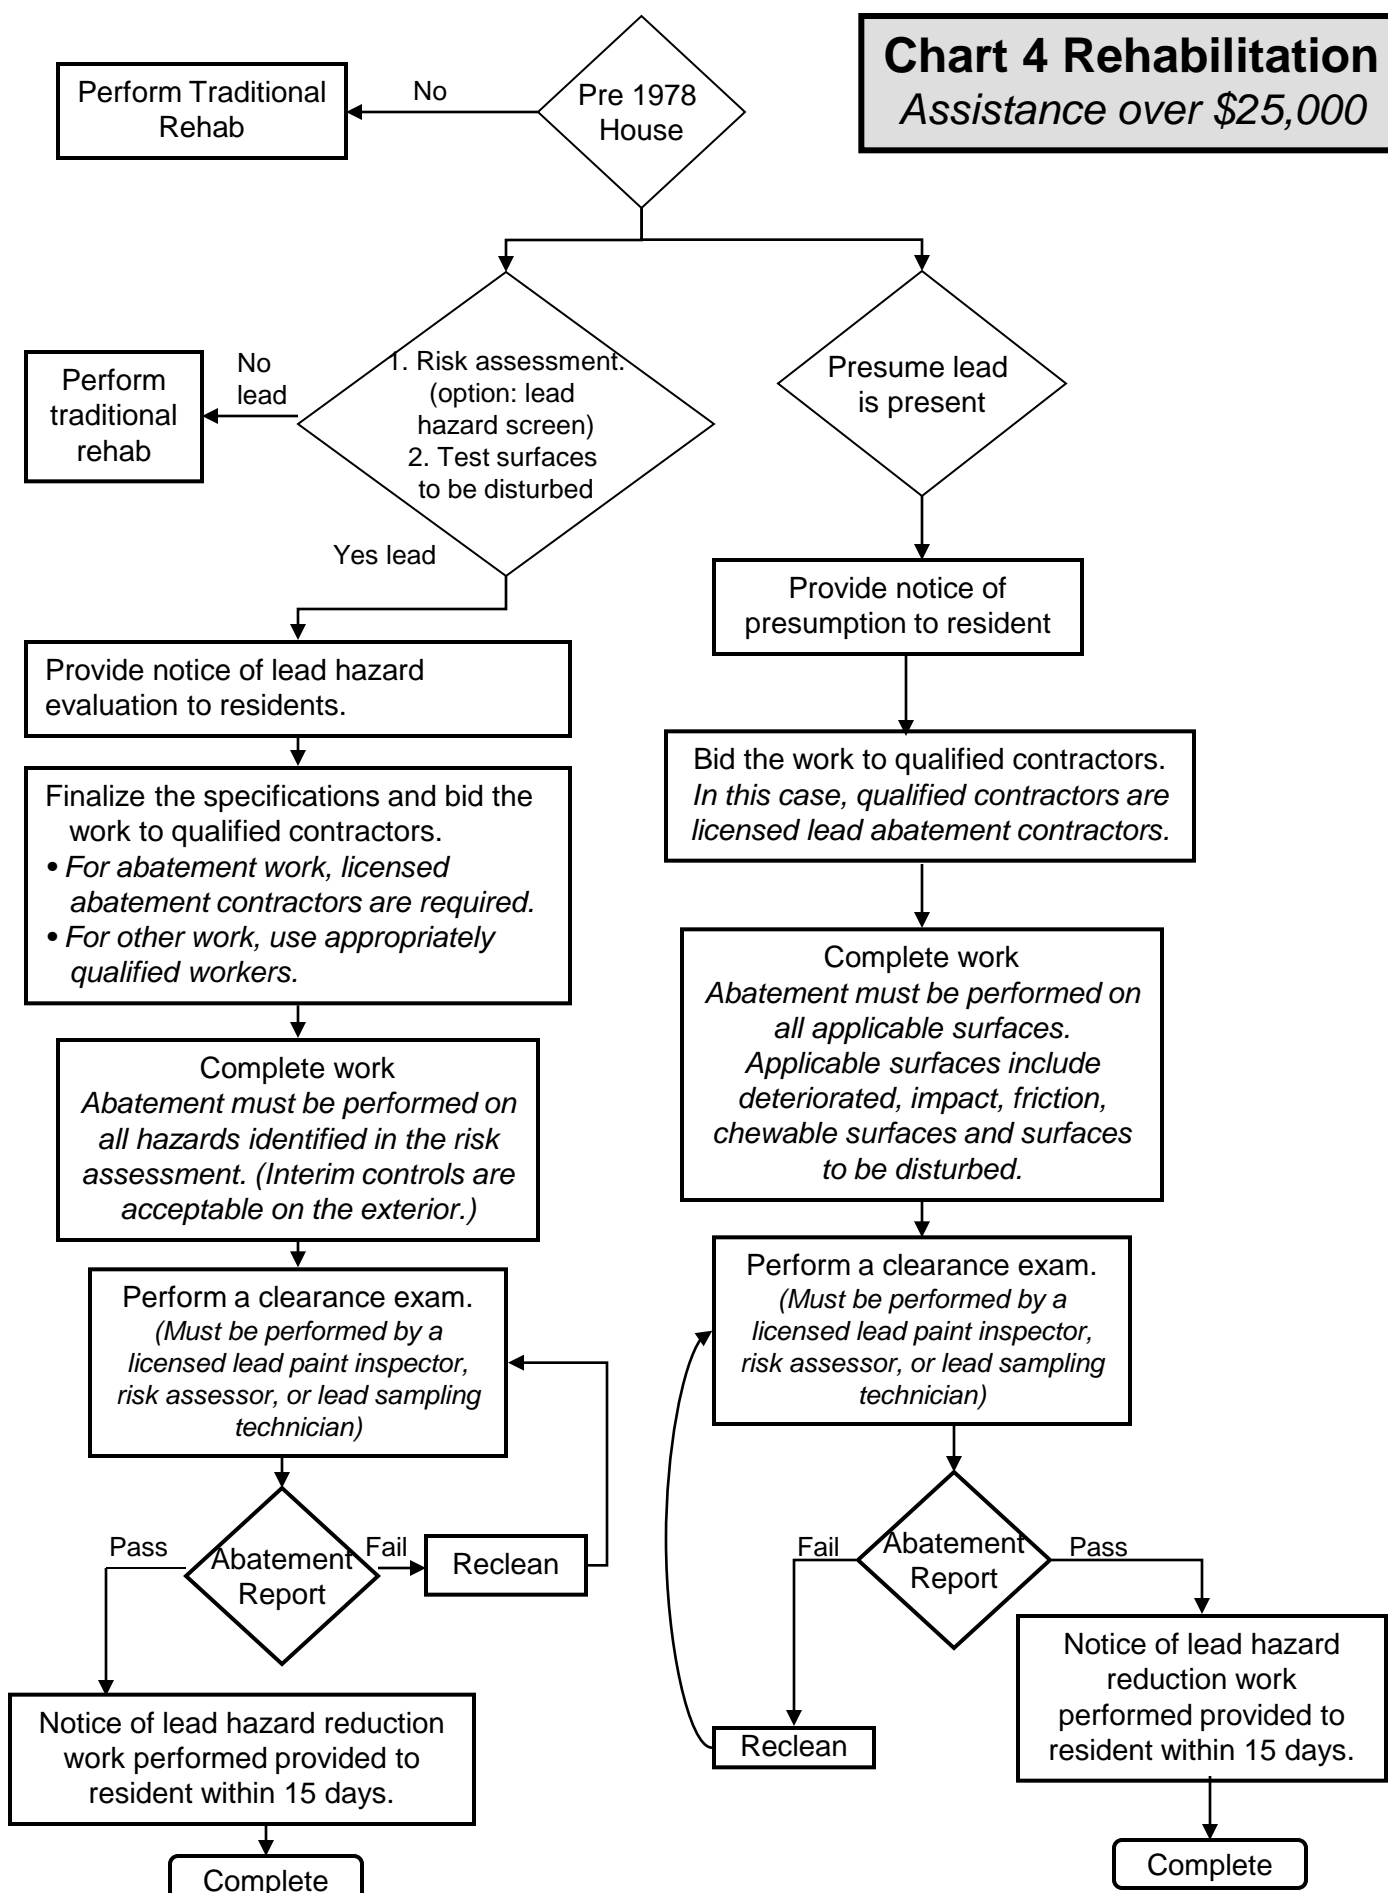 Chart 4 Rehabilitation
Assistance over $25,000
Pre 1978
House
No
Perform Traditional
Rehab
1. Risk assessment.
(option: lead
hazard screen)
2. Test surfaces
to be disturbed
No
lead
Perform
traditional
rehab
Yes lead
Provide notice of lead hazard
evaluation to residents.
Finalize the specifications and bid the
work to qualified contractors.
• For abatement work, licensed
abatement contractors are required.
• For other work, use appropriately
qualified workers.
Complete work
Abatement must be performed on
all hazards identified in the risk
assessment. (Interim controls are
acceptable on the exterior.)
Perform a clearance exam.
(Must be performed by a
licensed lead paint inspector,
risk assessor, or lead sampling
technician)
Abatement
Report
Pass
Fail
Reclean
Notice of lead hazard reduction
work performed provided to
resident within 15 days.
Complete
Presume lead
is present
Provide notice of
presumption to resident
Bid the work to qualified contractors.
In this case, qualified contractors are
licensed lead abatement contractors.
Complete work
Abatement must be performed on
all applicable surfaces.
Applicable surfaces include
deteriorated, impact, friction,
chewable surfaces and surfaces
to be disturbed.
Perform a clearance exam.
(Must be performed by a
licensed lead paint inspector,
risk assessor, or lead sampling
technician)
Abatement
Report
Fail
Pass
Reclean
Notice of lead hazard
reduction work
performed provided to
resident within 15 days.
Complete